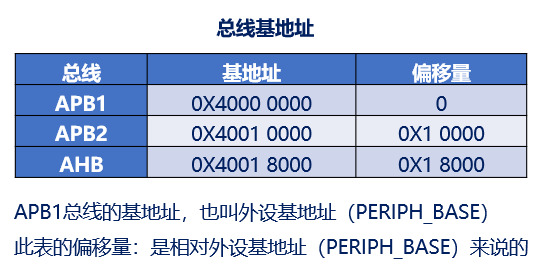 总线基地址
总线 基地址 偏移量
APB1 0X4000 0000 0
APB2 0X4001 0000 0X1 0000
AHB 0X4001 8000 0X1 8000
APB1总线的基地址，也叫外设基地址（PERIPH_BASE）
此表的偏移量：是相对外设基地址（PERIPH_BASE）来说的